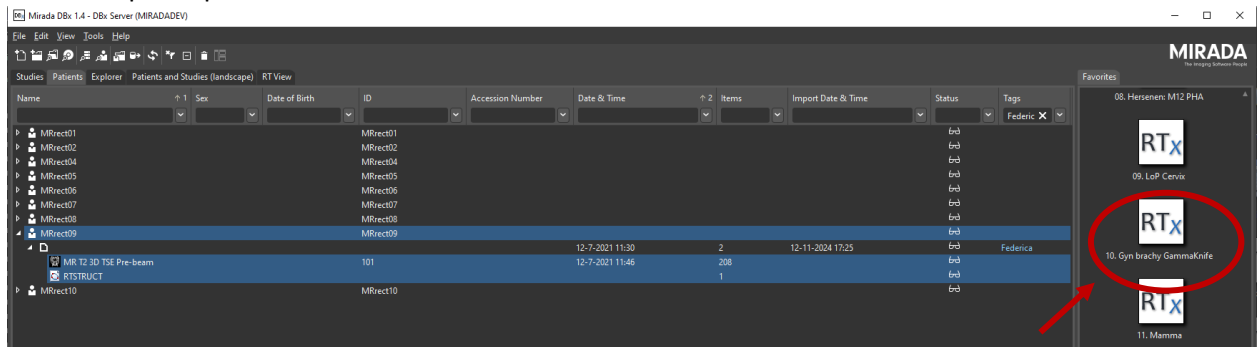 Mirada DBx 1.4 - DBx Server (MIRADADEV)
File Edit View Tools Help
MIRADA
The Imaging Software People
Studies Patients Explorer Patients and Studies (landscape) RT View
Favorites
Name 1 Sex Date of Birth ID Accession Number Date & Time 2 Items Import Date & Time Status Tags
Federic
MRrect01 MRrect01
MRrect02 MRrect02
MRrect04 MRrect04
MRrect05 MRrect05
MRrect06 MRrect06
MRrect07 MRrect07
MRrect08 MRrect08
MRrect09 MRrect09
12-7-2021 11:30 2 12-11-2024 17:25 Federica
MR T2 3D TSE Pre-beam 101 12-7-2021 11:46 208
RTSTRUCT 1
MRrect10 MRrect10
08. Hersenen: M12 PHA
RTx
09. LoP Cervix
RTx
10. Gyn brachy GammaKnife
RTx
11. Mamma